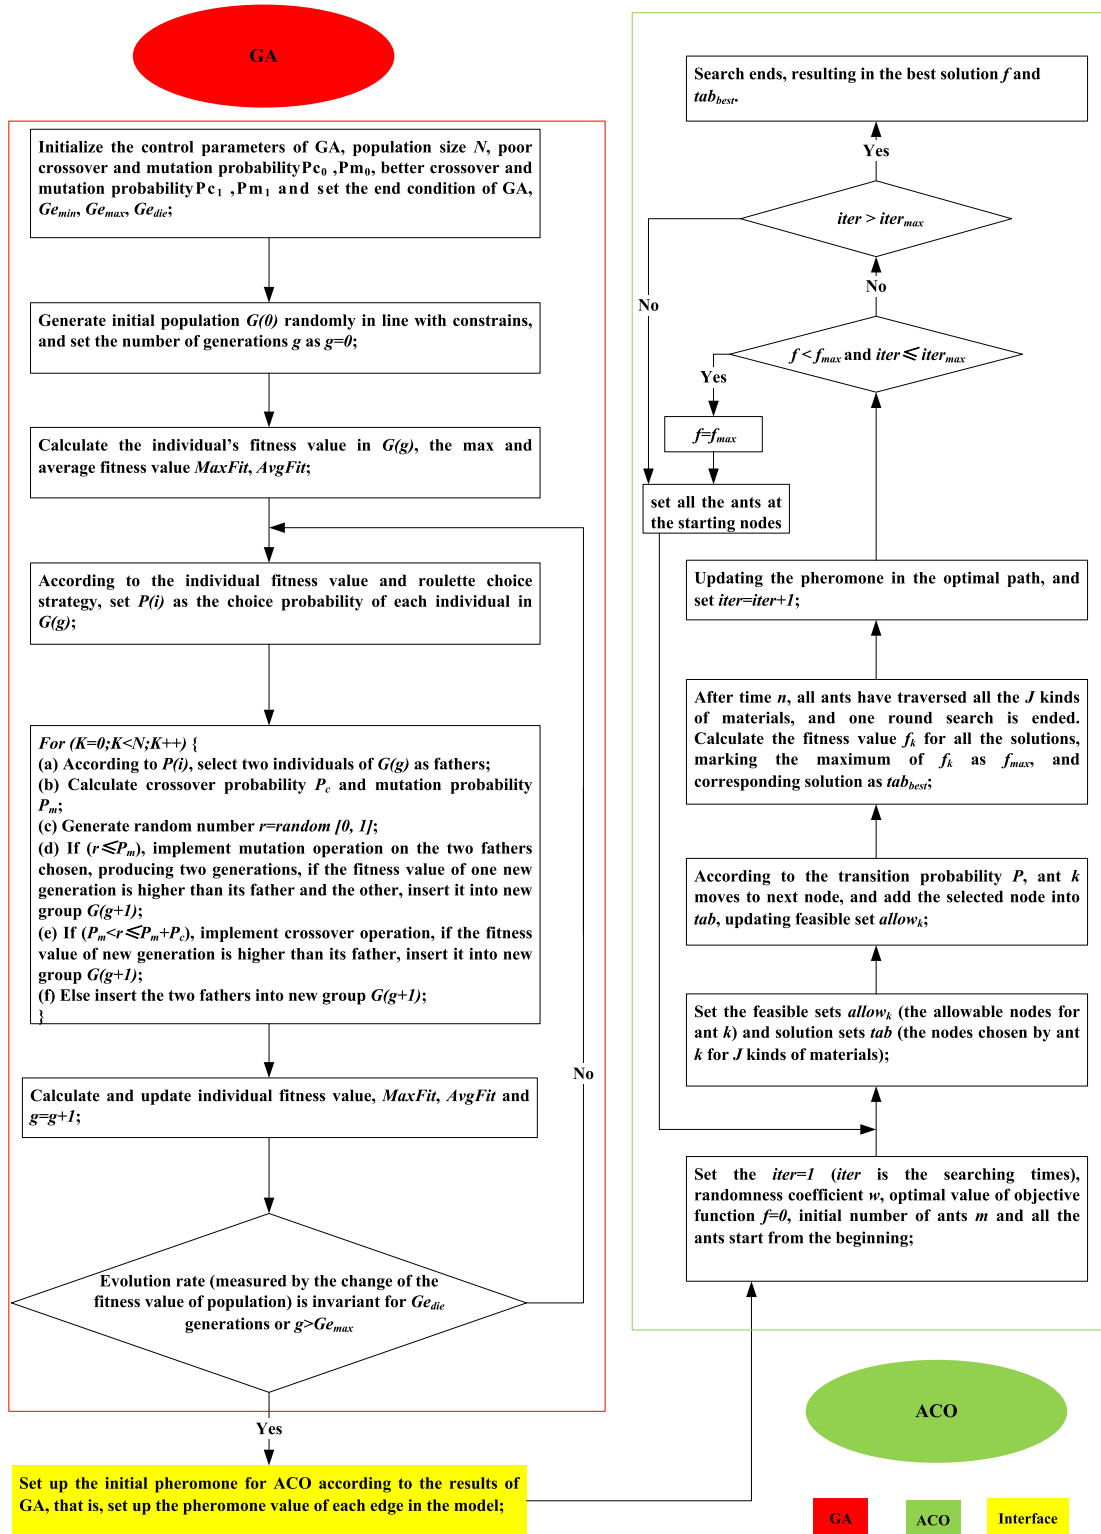 GA
Initialize the control parameters of GA, population size N, poor
crossover and mutation probability Pc0 ,Pm0, better crossover and
mutation probability Pc1 ,Pm1 and set the end condition of GA,
Gemin, Gemax, Gedie;
Generate initial population G(0) randomly in line with constrains,
and set the number of generations g as g=0;
Calculate the individual's fitness value in G(g), the max and
average fitness value MaxFit, AvgFit;
According to the individual fitness value and roulette choice
strategy, set P(i) as the choice probability of each individual in
G(g);
For (K=0;K<N;K++) {
(a) According to P(i), select two individuals of G(g) as fathers;
(b) Calculate crossover probability Pc and mutation probability
Pm;
(c) Generate random number r=random [0, 1];
(d) If (r≤Pm), implement mutation operation on the two fathers
chosen, producing two generations, if the fitness value of one new
generation is higher than its father and the other, insert it into new
group G(g+1);
(e) If (Pm<r≤Pm+Pc), implement crossover operation, if the fitness
value of new generation is higher than its father, insert it into new
group G(g+1);
(f) Else insert the two fathers into new group G(g+1);
}
Calculate and update individual fitness value, MaxFit, AvgFit and
g=g+1;
No
Evolution rate (measured by the change of the
fitness value of population) is invariant for Gedie
generations or g>Gemax
Yes
Set up the initial pheromone for ACO according to the results of
GA, that is, set up the pheromone value of each edge in the model;
Search ends, resulting in the best solution f and
tabbest.
Yes
iter > itermax
No
No
f < fmax and iter ≤ itermax
Yes
f=fmax
set all the ants at
the starting nodes
Updating the pheromone in the optimal path, and
set iter=iter+1;
After time n, all ants have traversed all the J kinds
of materials, and one round search is ended.
Calculate the fitness value fk for all the solutions,
marking the maximum of fk as fmax, and
corresponding solution as tabbest;
According to the transition probability P, ant k
moves to next node, and add the selected node into
tab, updating feasible set allowk;
Set the feasible sets allowk (the allowable nodes for
ant k) and solution sets tab (the nodes chosen by ant
k for J kinds of materials);
Set the iter=1 (iter is the searching times),
randomness coefficient w, optimal value of objective
function f=0, initial number of ants m and all the
ants start from the beginning;
ACO
GA
ACO
Interface